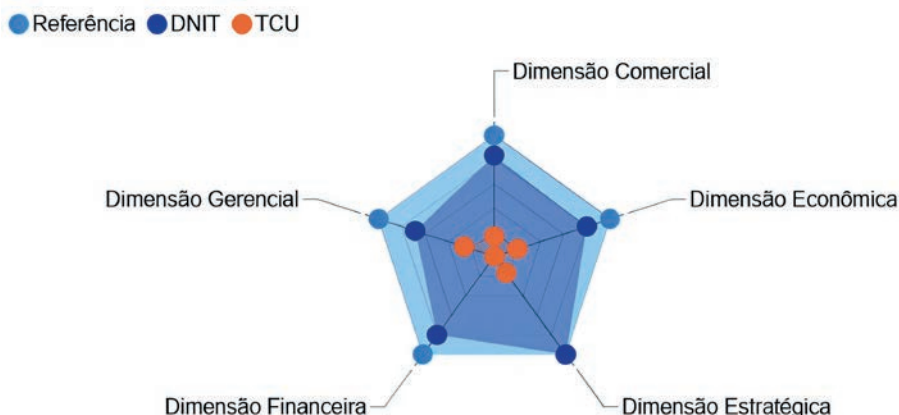 Referência DNIT TCU
Dimensão Comercial
Dimensão Gerencial
Dimensão Econômica
Dimensão Financeira
Dimensão Estratégica